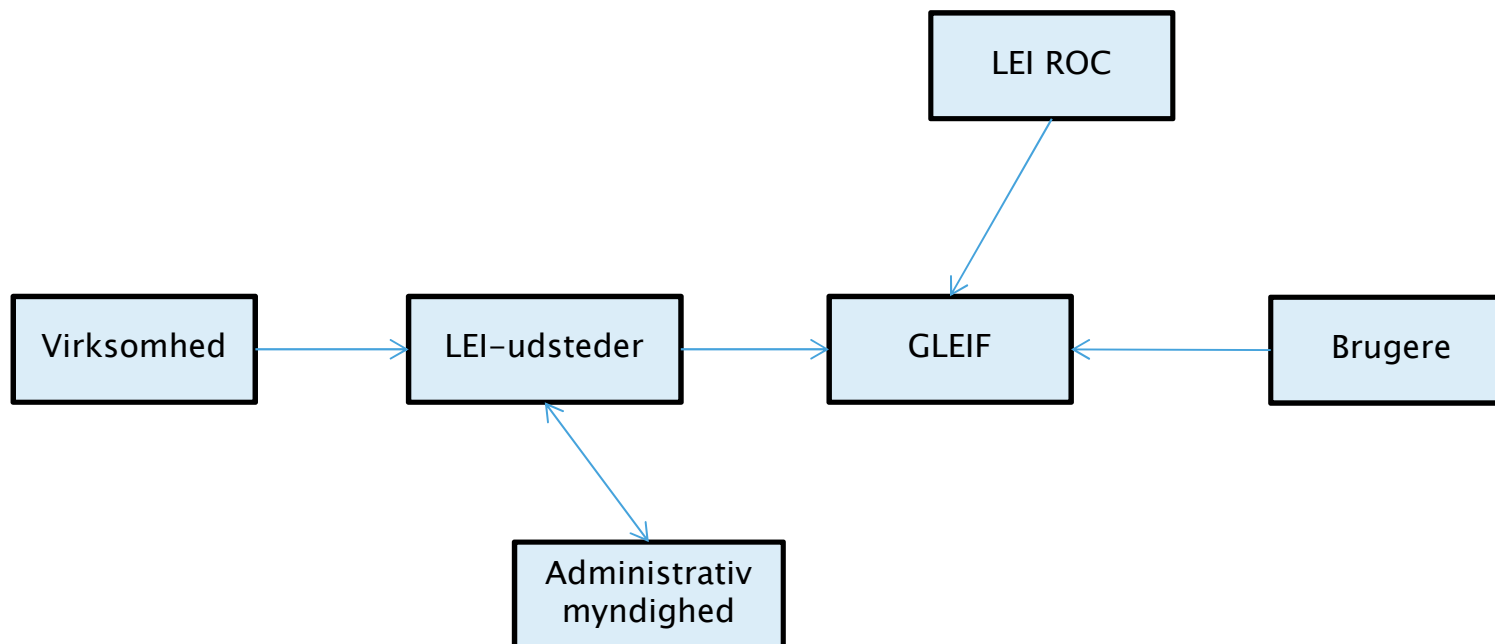 LEI ROC
Virksomhed
LEI-udsteder
GLEIF
Brugere
Administrativ
myndighed